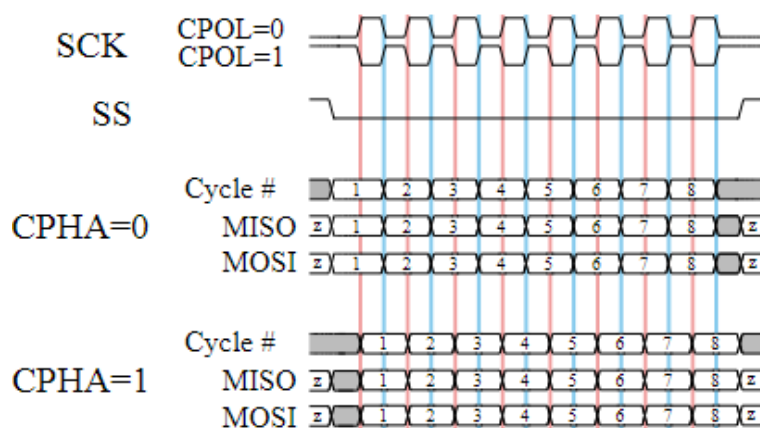 CPOL=0
SCK
CPOL=1
SS
Cycle # 1 2 3 4 5 6 7 8
CPHA=0
MISO z 1 2 3 4 5 6 7 8 z
MOSI z 1 2 3 4 5 6 7 8 z
Cycle # 1 2 3 4 5 6 7 8
CPHA=1
MISO z 1 2 3 4 5 6 7 8 z
MOSI z 1 2 3 4 5 6 7 8 z